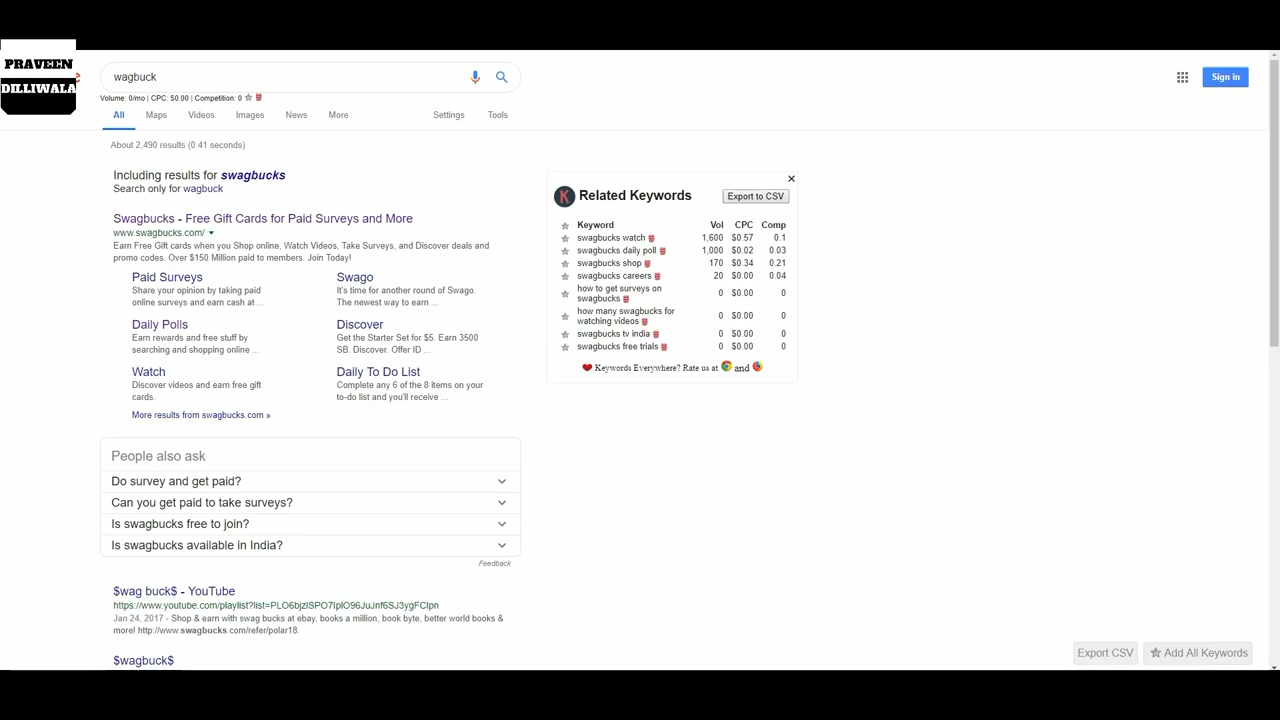 PRAVEEN
DILLIWALA
wagbuck
Sign in
Volume: 0/mo | CPC: $0.00 | Competition: 0
All Maps Videos Images News More Settings Tools
About 2,490 results (0.41 seconds)
Including results for swagbucks
Search only for wagbuck
Swagbucks - Free Gift Cards for Paid Surveys and More
www.swagbucks.com/
Earn Free Gift cards when you Shop online, Watch Videos, Take Surveys, and Discover deals and
promo codes. Over $150 Million paid to members. Join Today!
Paid Surveys
Share your opinion by taking paid
online surveys and earn cash at ...
Swago
It's time for another round of Swago.
The newest way to earn ...
Daily Polls
Earn rewards and free stuff by
searching and shopping online ...
Discover
Get the Starter Set for $5. Earn 3500
SB. Discover. Offer ID ...
Watch
Discover videos and earn free gift
cards.
Daily To Do List
Complete any 6 of the 8 items on your
to-do list and you'll receive ...
More results from swagbucks.com »
People also ask
Do survey and get paid?
Can you get paid to take surveys?
Is swagbucks free to join?
Is swagbucks available in India?
Feedback
$wag buck$ - YouTube
https://www.youtube.com/playlist?list=
Jan 24, 2017 - Shop & earn with swag bucks at ebay, books a million, book byte, better world books &
more! http://www.swagbucks.com/refer/polar18.
$wagbuck$
K Related Keywords Export to CSV
Keyword Vol CPC Comp
swagbucks watch 1,600 $0.57 0.1
swagbucks daily poll 1,000 $0.02 0.03
swagbucks shop 170 $0.34 0.21
swagbucks careers 20 $0.00 0.04
how to get surveys on
swagbucks 0 $0.00 0
how many swagbucks for
watching videos 0 $0.00 0
swagbucks tv india 0 $0.00 0
swagbucks free trials 0 $0.00 0
Keywords Everywhere? Rate us at and
Export CSV Add All Keywords